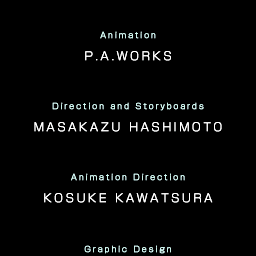 Animation
P.A.WORKS
Direction and Storyboards
MASAKAZU HASHIMOTO
Animation Direction
KOSUKE KAWATSURA
Graphic Design